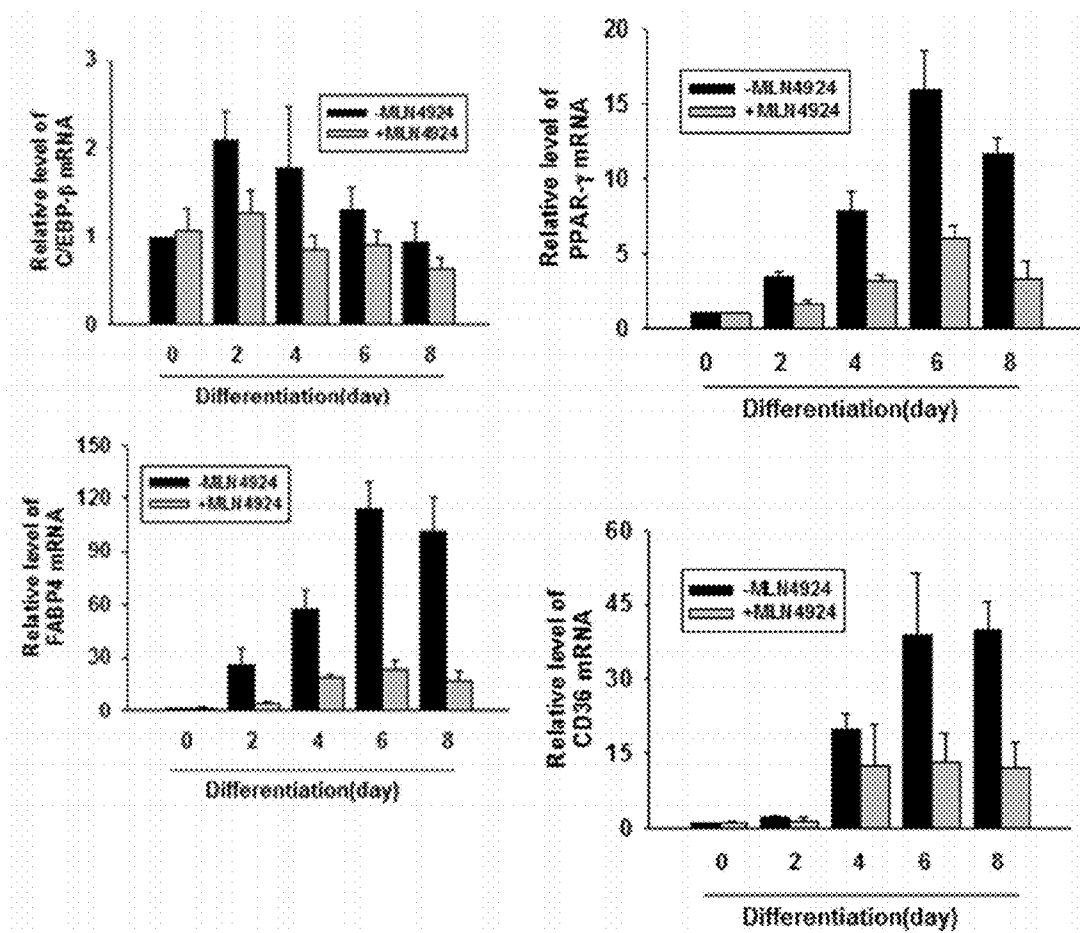 3
2
1
0
Relative level of
C/EBP-β mRNA
-MLN4924
+MLN4924
0 2 4 6 8
Differentiation(day)
20
15
10
5
0
Relative level of
PPAR-γ mRNA
-MLN4924
+MLN4924
0 2 4 6 8
Differentiation(day)
150
120
90
60
30
0
Relative level of
FABP4 mRNA
-MLN4924
+MLN4924
0 2 4 6 8
Differentiation(day)
60
45
30
15
0
Relative level of
CD36 mRNA
-MLN4924
+MLN4924
0 2 4 6 8
Differentiation(day)